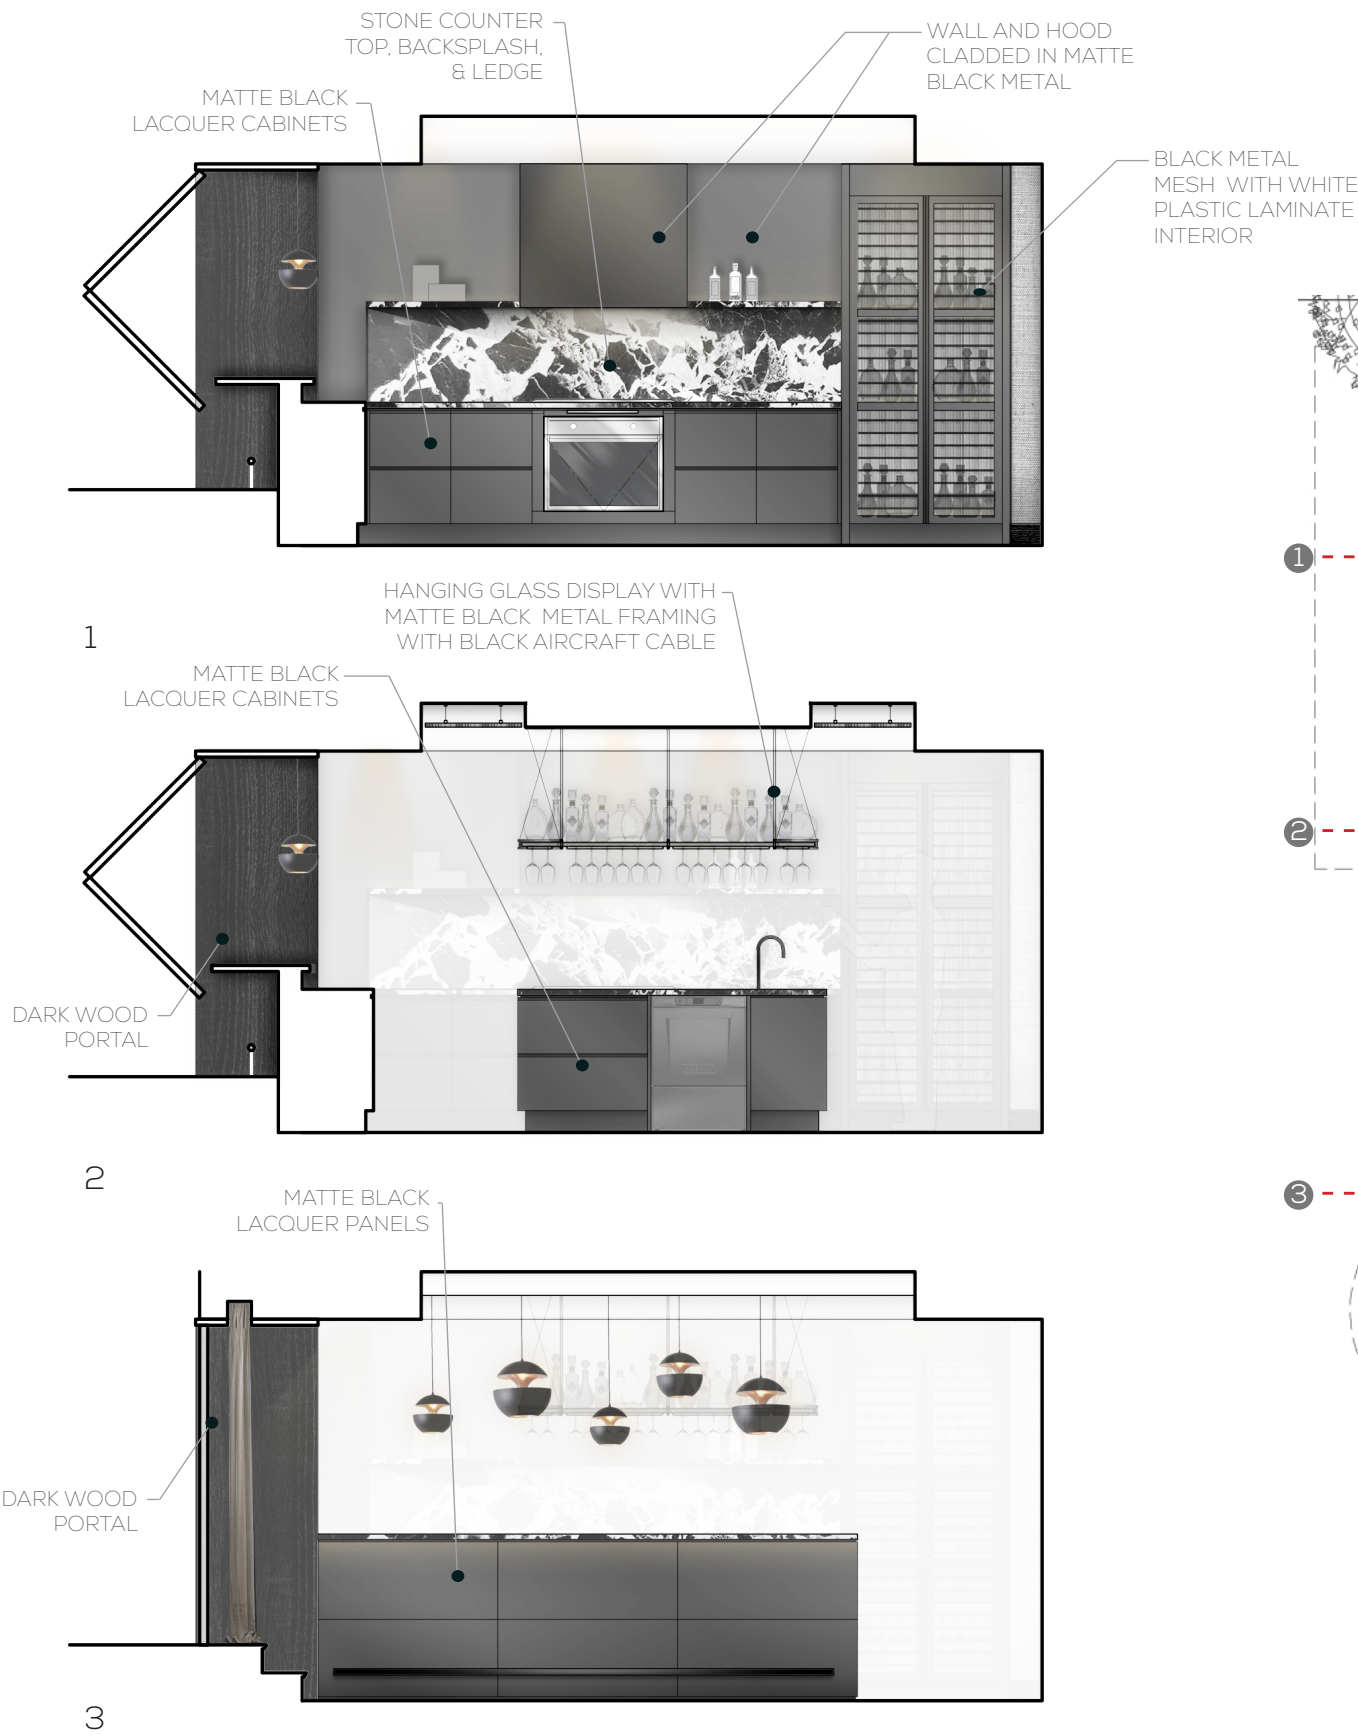 STONE COUNTER
TOP, BACKSPLASH,
& LEDGE
WALL AND HOOD
CLADDED IN MATTE
BLACK METAL
MATTE BLACK
LACQUER CABINETS
BLACK METAL
MESH WITH WHITE
PLASTIC LAMINATE
INTERIOR
1
1
HANGING GLASS DISPLAY WITH
MATTE BLACK METAL FRAMING
WITH BLACK AIRCRAFT CABLE
MATTE BLACK
LACQUER CABINETS
2
DARK WOOD
PORTAL
2
MATTE BLACK
LACQUER PANELS
3
DARK WOOD
PORTAL
3